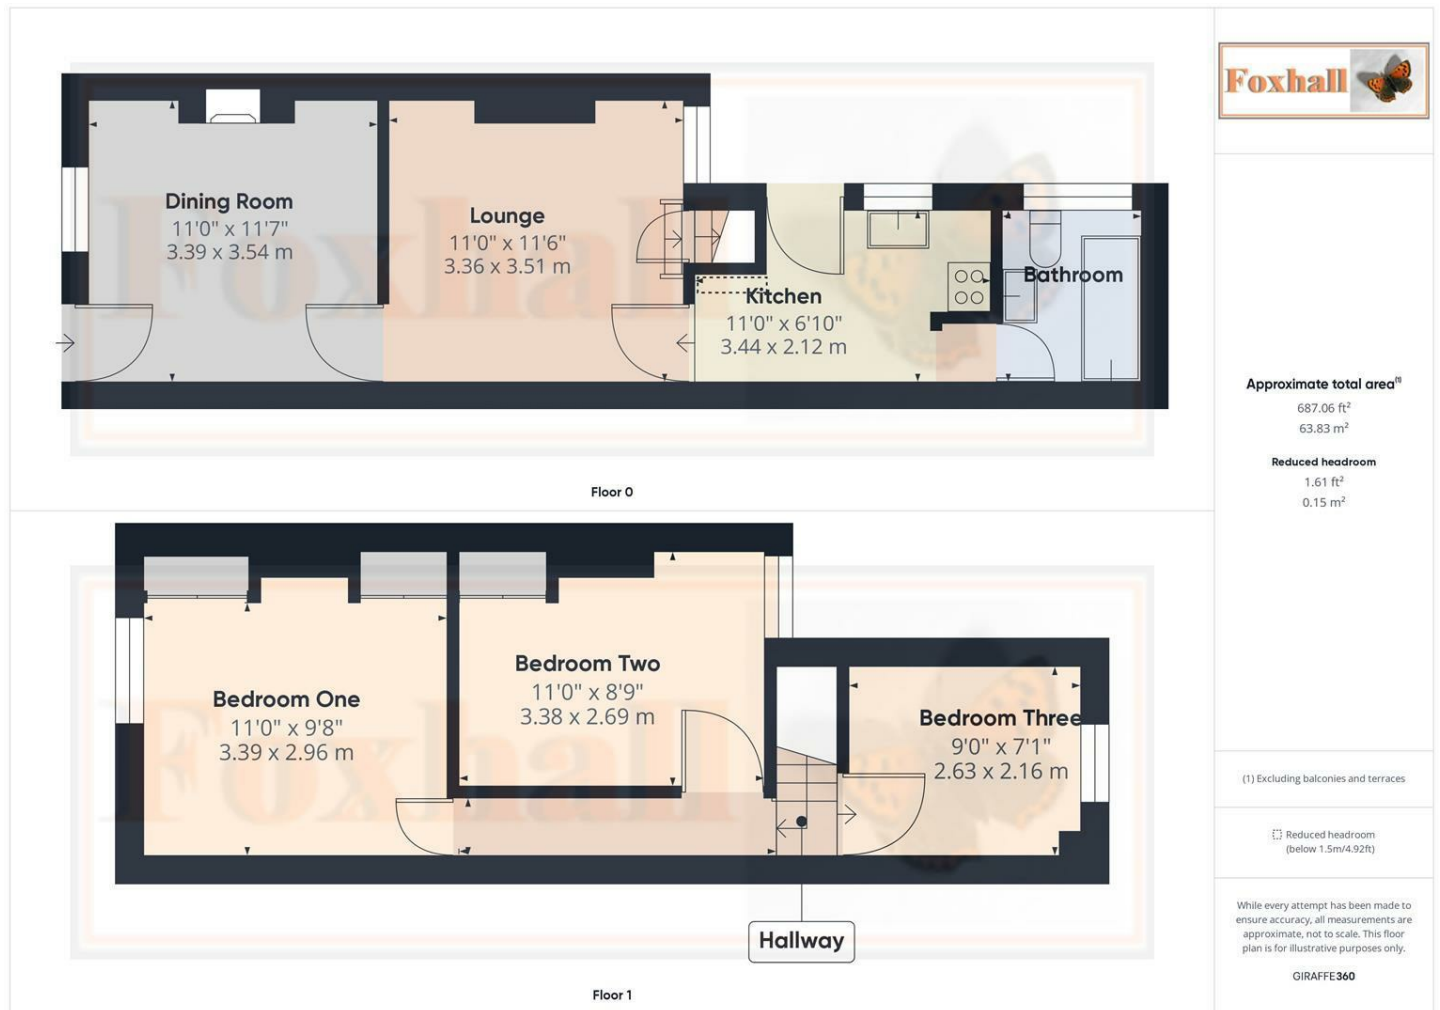 Foxhall
Dining Room
11'0" x 11'7"
3.39 x 3.54 m
Lounge
11'0" x 11'6"
3.36 x 3.51 m
Kitchen
11'0" x 6'10"
3.44 x 2.12 m
Bathroom
Foxhall
Floor 0
Bedroom One
11'0" x 9'8"
3.39 x 2.96 m
Bedroom Two
11'0" x 8'9"
3.38 x 2.69 m
Bedroom Three
9'0" x 7'1"
2.63 x 2.16 m
Foxhall
Hallway
Floor 1
Approximate total area(1)
687.06 ft²
63.83 m²
Reduced headroom
1.61 ft²
0.15 m²
(1) Excluding balconies and terraces
Reduced headroom
(below 1.5m/4.92ft)
While every attempt has been made to
ensure accuracy, all measurements are
approximate, not to scale. This floor
plan is for illustrative purposes only.
GIRAFFE360